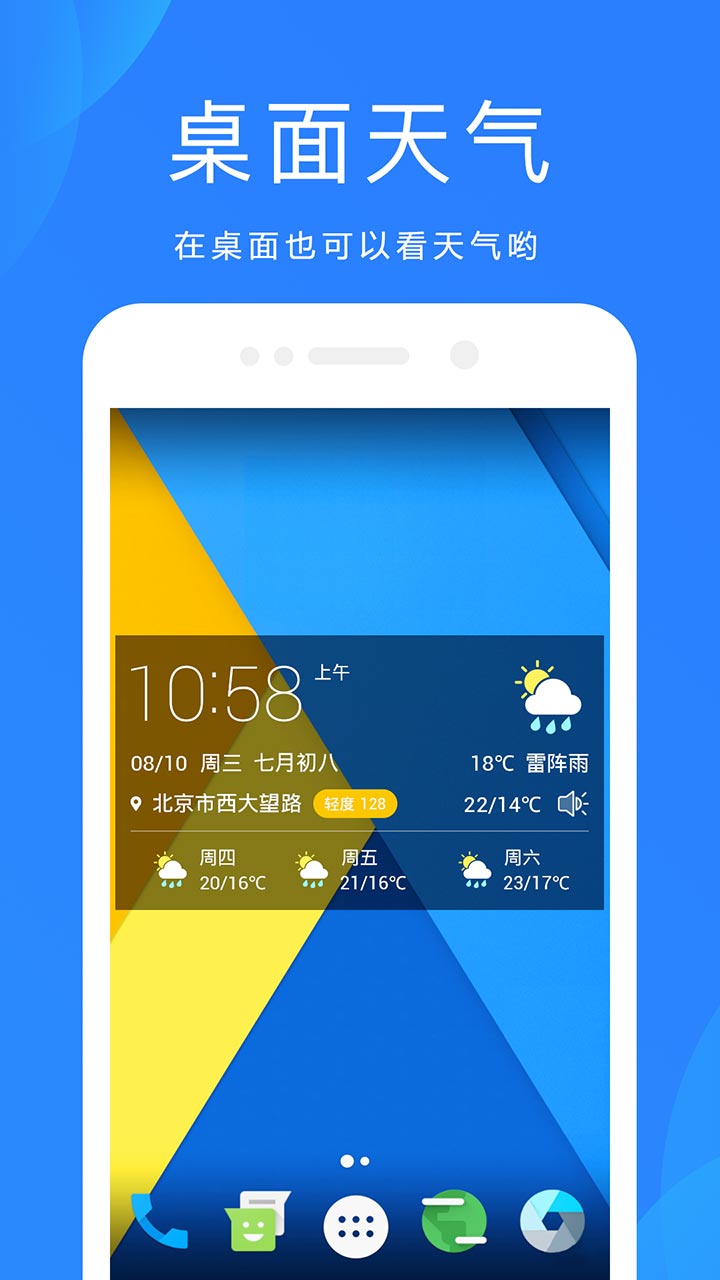 桌面天气
在桌面也可以看天气哟
10:58 上午
08/10 周三 七月初八 18℃ 雷阵雨
北京市西大望路 轻度 128 22/14℃
周四 周五 周六
20/16℃ 21/16℃ 23/17℃